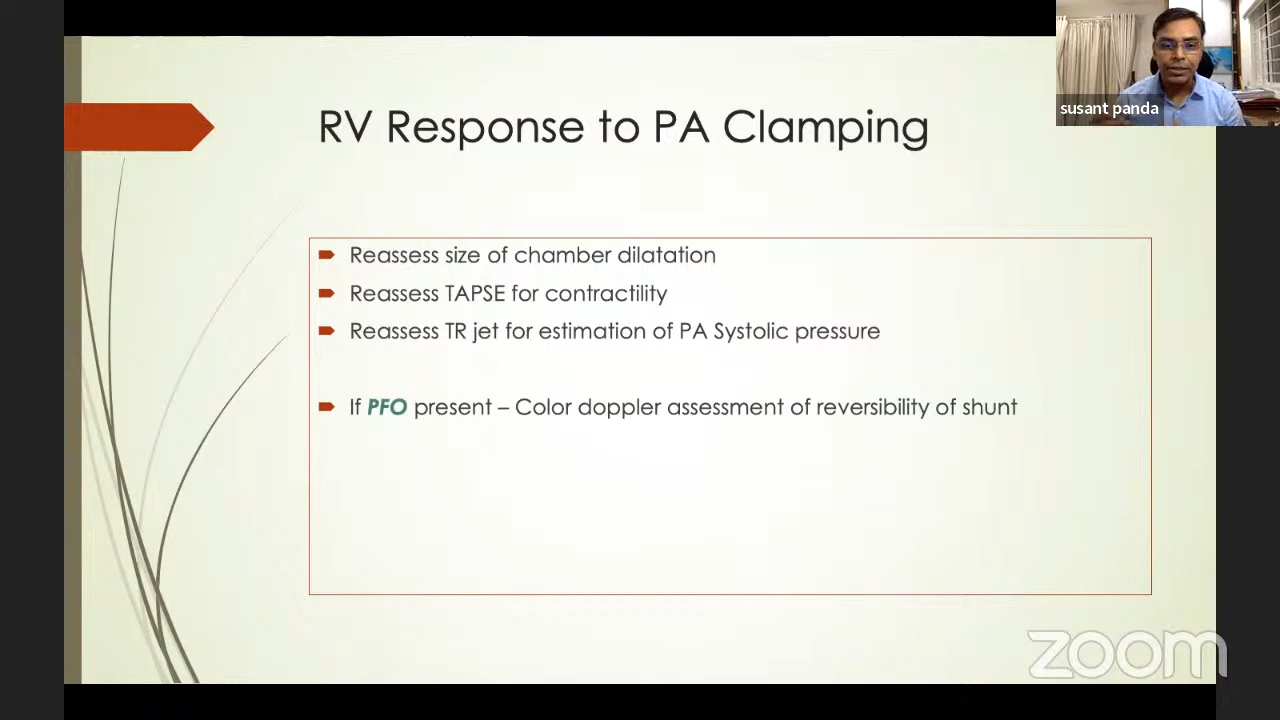 susant panda
RV Response to PA Clamping
Reassess size of chamber dilatation
Reassess TAPSE for contractility
Reassess TR jet for estimation of PA Systolic pressure
If PFO present – Color doppler assessment of reversibility of shunt
zoom